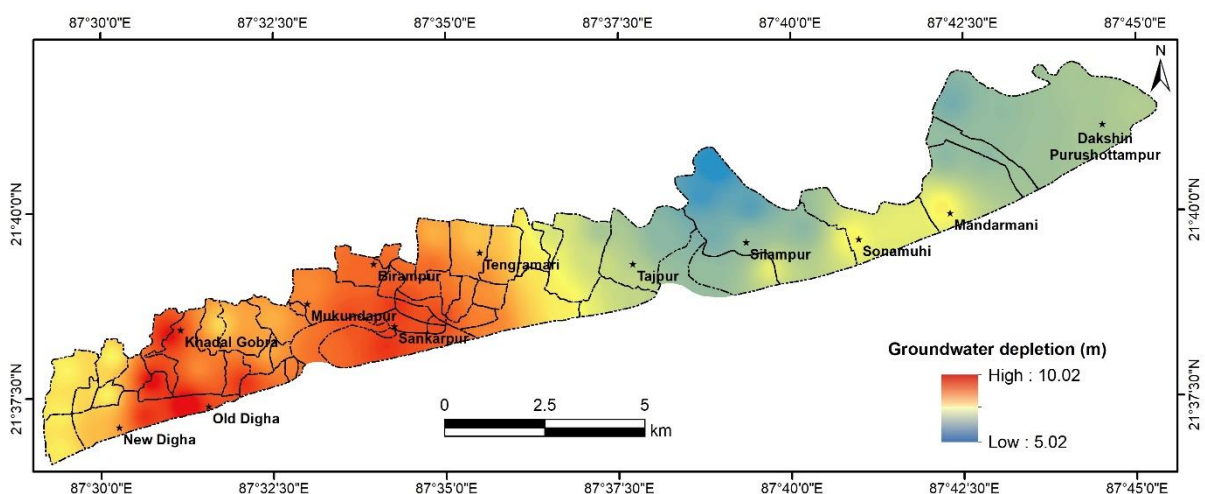 87°30'0"E 87°32'30"E 87°35'0"E 87°37'30"E 87°40'0"E 87°42'30"E 87°45'0"E
N
Dakshin
Purushottampur
21°40'0"N 21°40'0"N
Mandarmani
Sonamuhi
Silampur
Tengramari
Birampur
Tajpur
Mukundapur
Sankarpur
Khadal Gobra
Groundwater depletion (m)
High : 10.02
Low : 5.02
21°37'30"N 21°37'30"N
0 2.5 5
km
Old Digha
New Digha
87°30'0"E 87°32'30"E 87°35'0"E 87°37'30"E 87°40'0"E 87°42'30"E 87°45'0"E